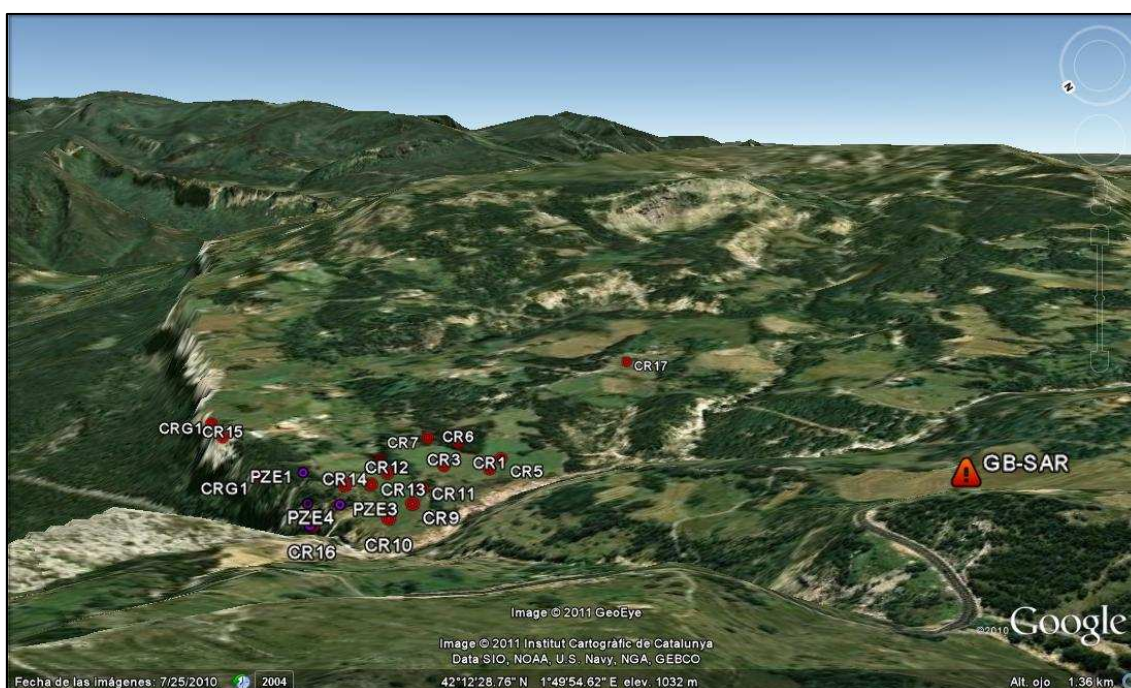 N
CR17
CRG1
CR15
CR7
CR6
CR3
CR1
CR5
PZE1
CRG1
CR14
CR12
CR13
CR11
CR9
PZE4
PZE3
CR16
CR10
GB-SAR
Image © 2011 GeoEye
©2010 Google
Image © 2011 Institut Cartogràfic de Catalunya
Data SIO, NOAA, U.S. Navy, NGA, GEBCO
Fecha de las imágenes: 7/25/2010 2004 42°12'28.76" N 1°49'54.62" E elev. 1032 m Alt. ojo 1,36 km